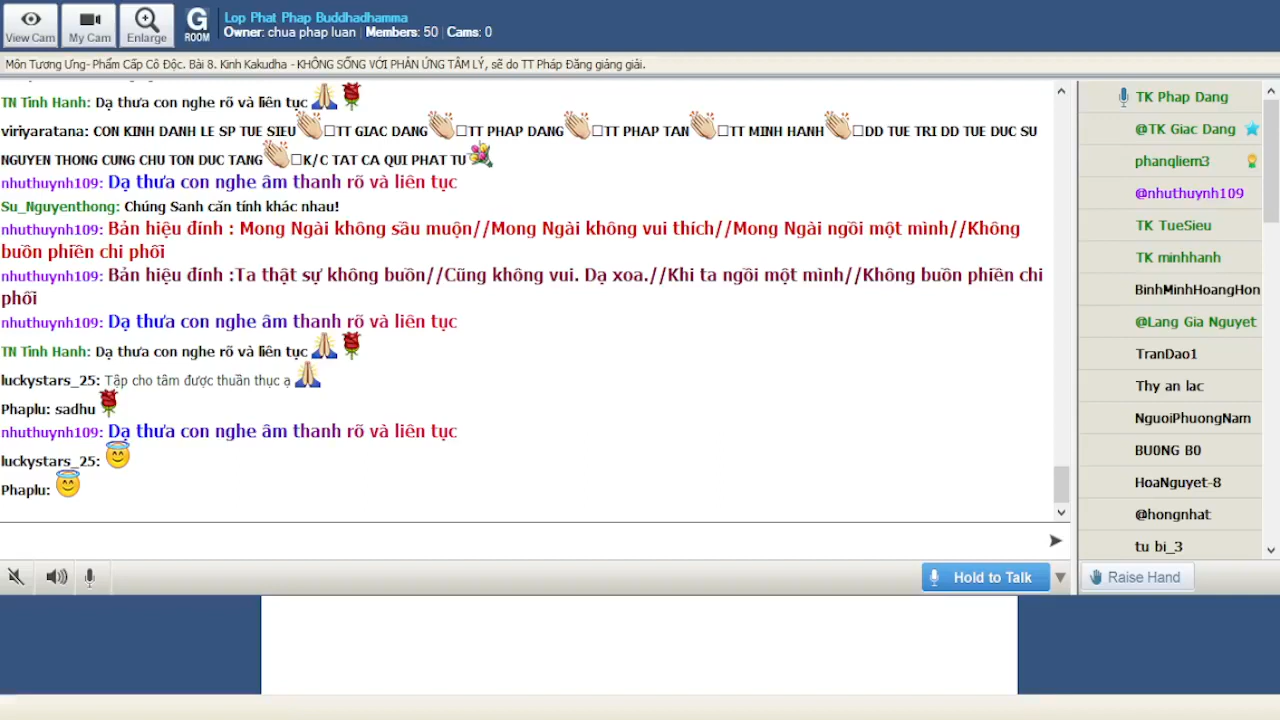 View Cam
My Cam
Enlarge
G
ROOM
Lop Phat Phap Buddhadhamma
Owner: chua phap luan | Members: 50 | Cams: 0
Môn Tượng Ưng- Phẩm Cấp Cô Độc. Bài 8. Kinh Kakudha - KHÔNG SỐNG VỚI PHẢN ỨNG TÂM LÝ, sẽ do TT Pháp Đăng giảng giải.
TN Tinh Hanh: Dạ thưa con nghe rõ và liên tục
viriyaratana: CON KINH DANH LE SP TUE SIEU TT GIAC DANG TT PHAP DANG TT PHAP TAN TT MINH HANH DD TUE TRI DD TUE DUC SU
NGUYEN THONG CUNG CHU TON DUC TANG K/C TAT CA QUI PHAT TU
nhuthuynh109: Dạ thưa con nghe âm thanh rõ và liên tục
Su_Nguyenthong: Chúng Sanh căn tính khác nhau!
nhuthuynh109: Bản hiệu đính : Mong Ngài không sầu muộn//Mong Ngài không vui thích//Mong Ngài ngồi một mình//Không
buồn phiền chi phối
nhuthuynh109: Bản hiệu đính :Ta thật sự không buồn//Cũng không vui. Dạ xoa.//Khi ta ngồi một mình//Không buồn phiền chi
phối
nhuthuynh109: Dạ thưa con nghe âm thanh rõ và liên tục
TN Tinh Hanh: Dạ thưa con nghe rõ và liên tục
luckystars_25: Tập cho tâm được thuần thục ạ
Phaplu: sadhu
nhuthuynh109: Dạ thưa con nghe âm thanh rõ và liên tục
luckystars_25:
Phaplu:
TK Phap Dang
@TK Giac Dang
phanqliem3
@nhuthuynh109
TK TueSieu
TK minhhanh
BinhMinhHoangHon
@Lang Gia Nguyet
TranDao1
Thy an lac
NguoiPhuongNam
BU0NG B0
HoaNguyet-8
@hongnhat
tu bi_3
Hold to Talk
Raise Hand